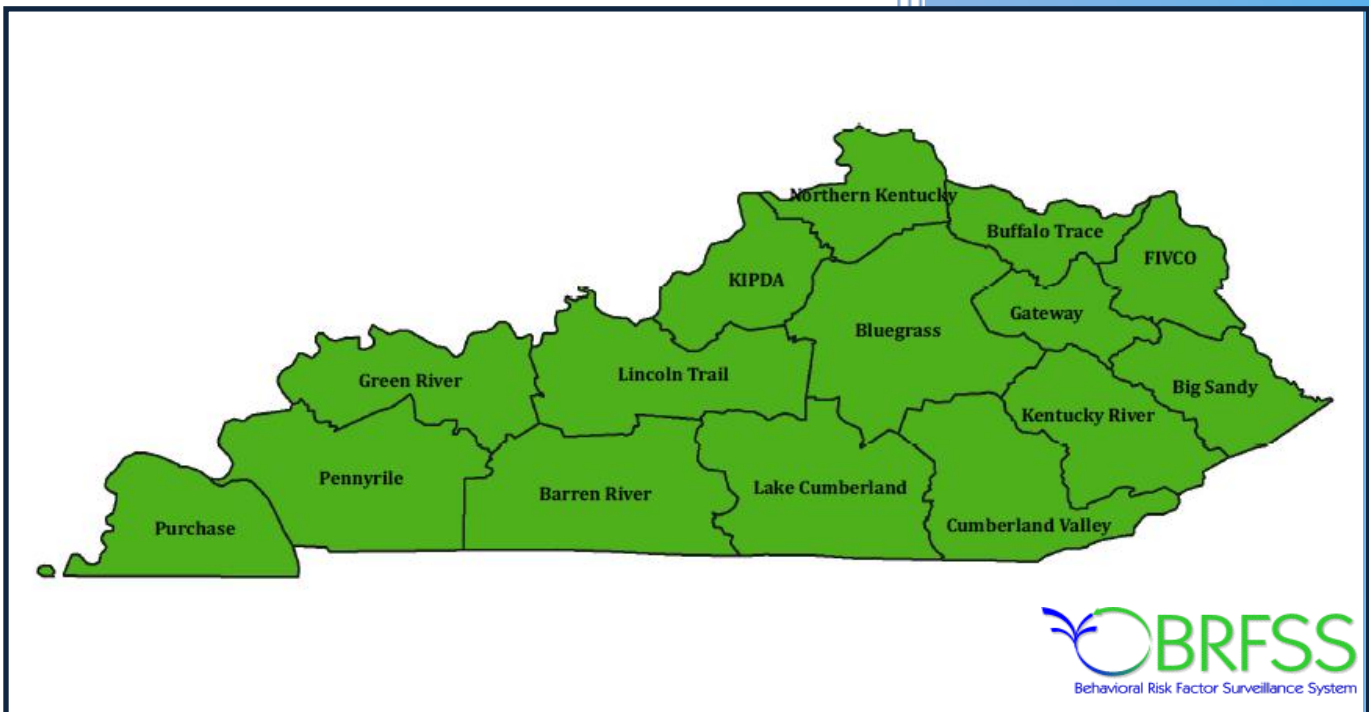 Northern Kentucky
Buffalo Trace
FIVCO
KIPDA
Gateway
Bluegrass
Lincoln Trail
Green River
Big Sandy
Kentucky River
Pennyrile
Barren River
Lake Cumberland
Purchase
Cumberland Valley
BRFSS
Behavioral Risk Factor Surveillance System